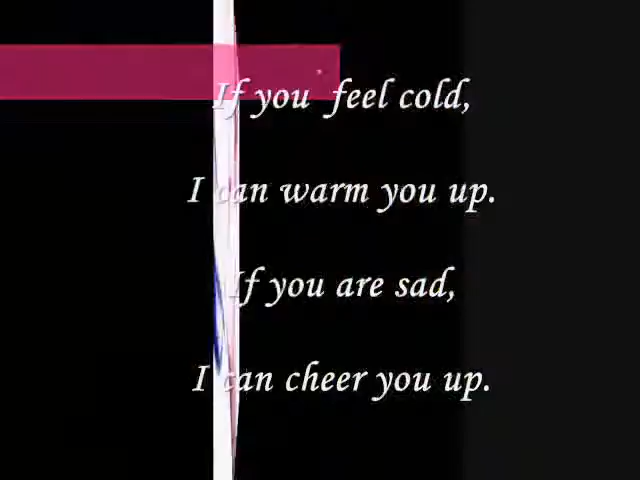 If you feel cold,
I can warm you up.
If you are sad,
I can cheer you up.